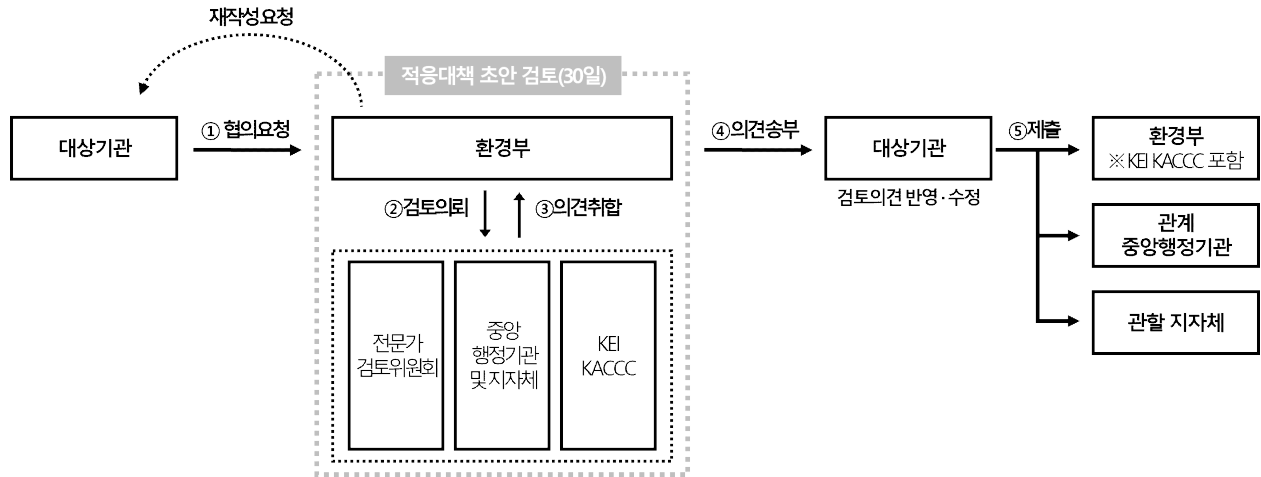 재작성요청
적응대책 초안 검토(30일)
대상기관
① 협의요청
환경부
②검토의뢰
③의견취합
전문가
검토위원회
중앙
행정기관
및 지자체
KEI
KACCC
④의견송부
대상기관
검토의견 반영·수정
⑤제출
환경부
※ KEI KACCC 포함
관계
중앙행정기관
관할 지자체